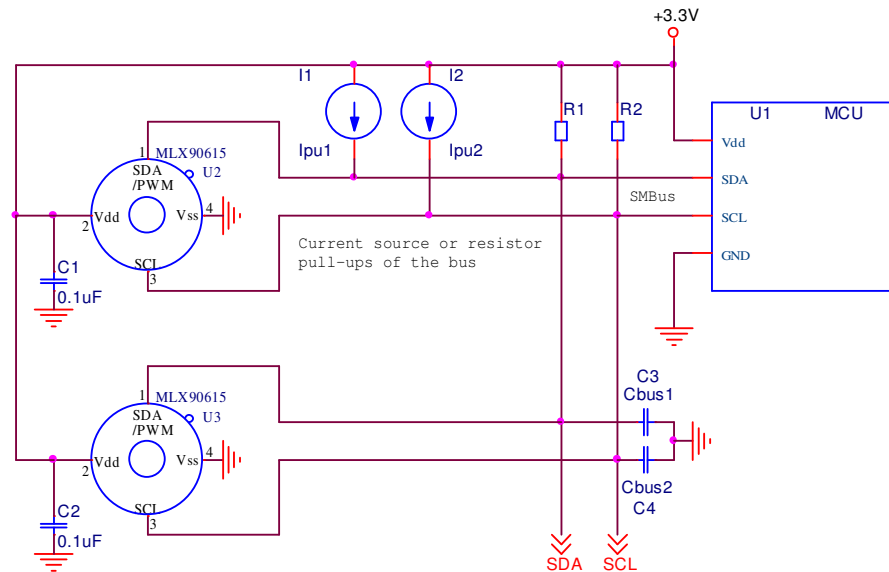 +3.3V
I1
I2
R1
R2
U1
MCU
Ipu1
Ipu2
Vdd
SDA
SCL
GND
SMBus
1
MLX90615
U2
SDA
/PWM
2
Vdd
Vss
4
SCL
3
Current source or resistor
pull-ups of the bus
C1
0.1uF
1
MLX90615
U3
SDA
/PWM
2
Vdd
Vss
4
SCL
3
C3
Cbus1
Cbus2
C4
C2
0.1uF
SDA
SCL